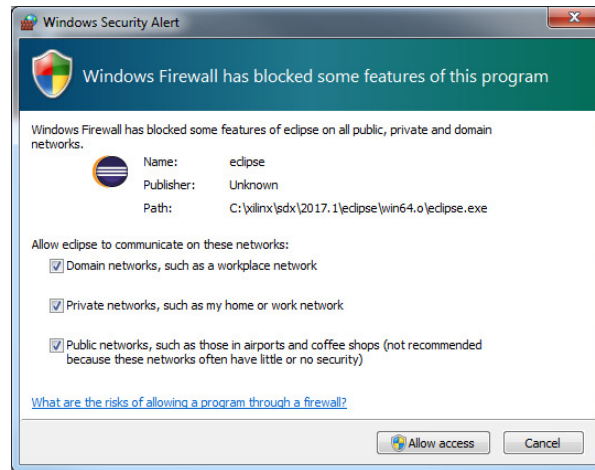 Windows Security Alert
Windows Firewall has blocked some features of this program
Windows Firewall has blocked some features of eclipse on all public, private and domain
networks.
Name: eclipse
Publisher: Unknown
Path: C:\xilinx\sdx\2017.1\eclipse\win64.o\eclipse.exe
Allow eclipse to communicate on these networks:
Domain networks, such as a workplace network
Private networks, such as my home or work network
Public networks, such as those in airports and coffee shops (not recommended
because these networks often have little or no security)
What are the risks of allowing a program through a firewall?
Allow access Cancel